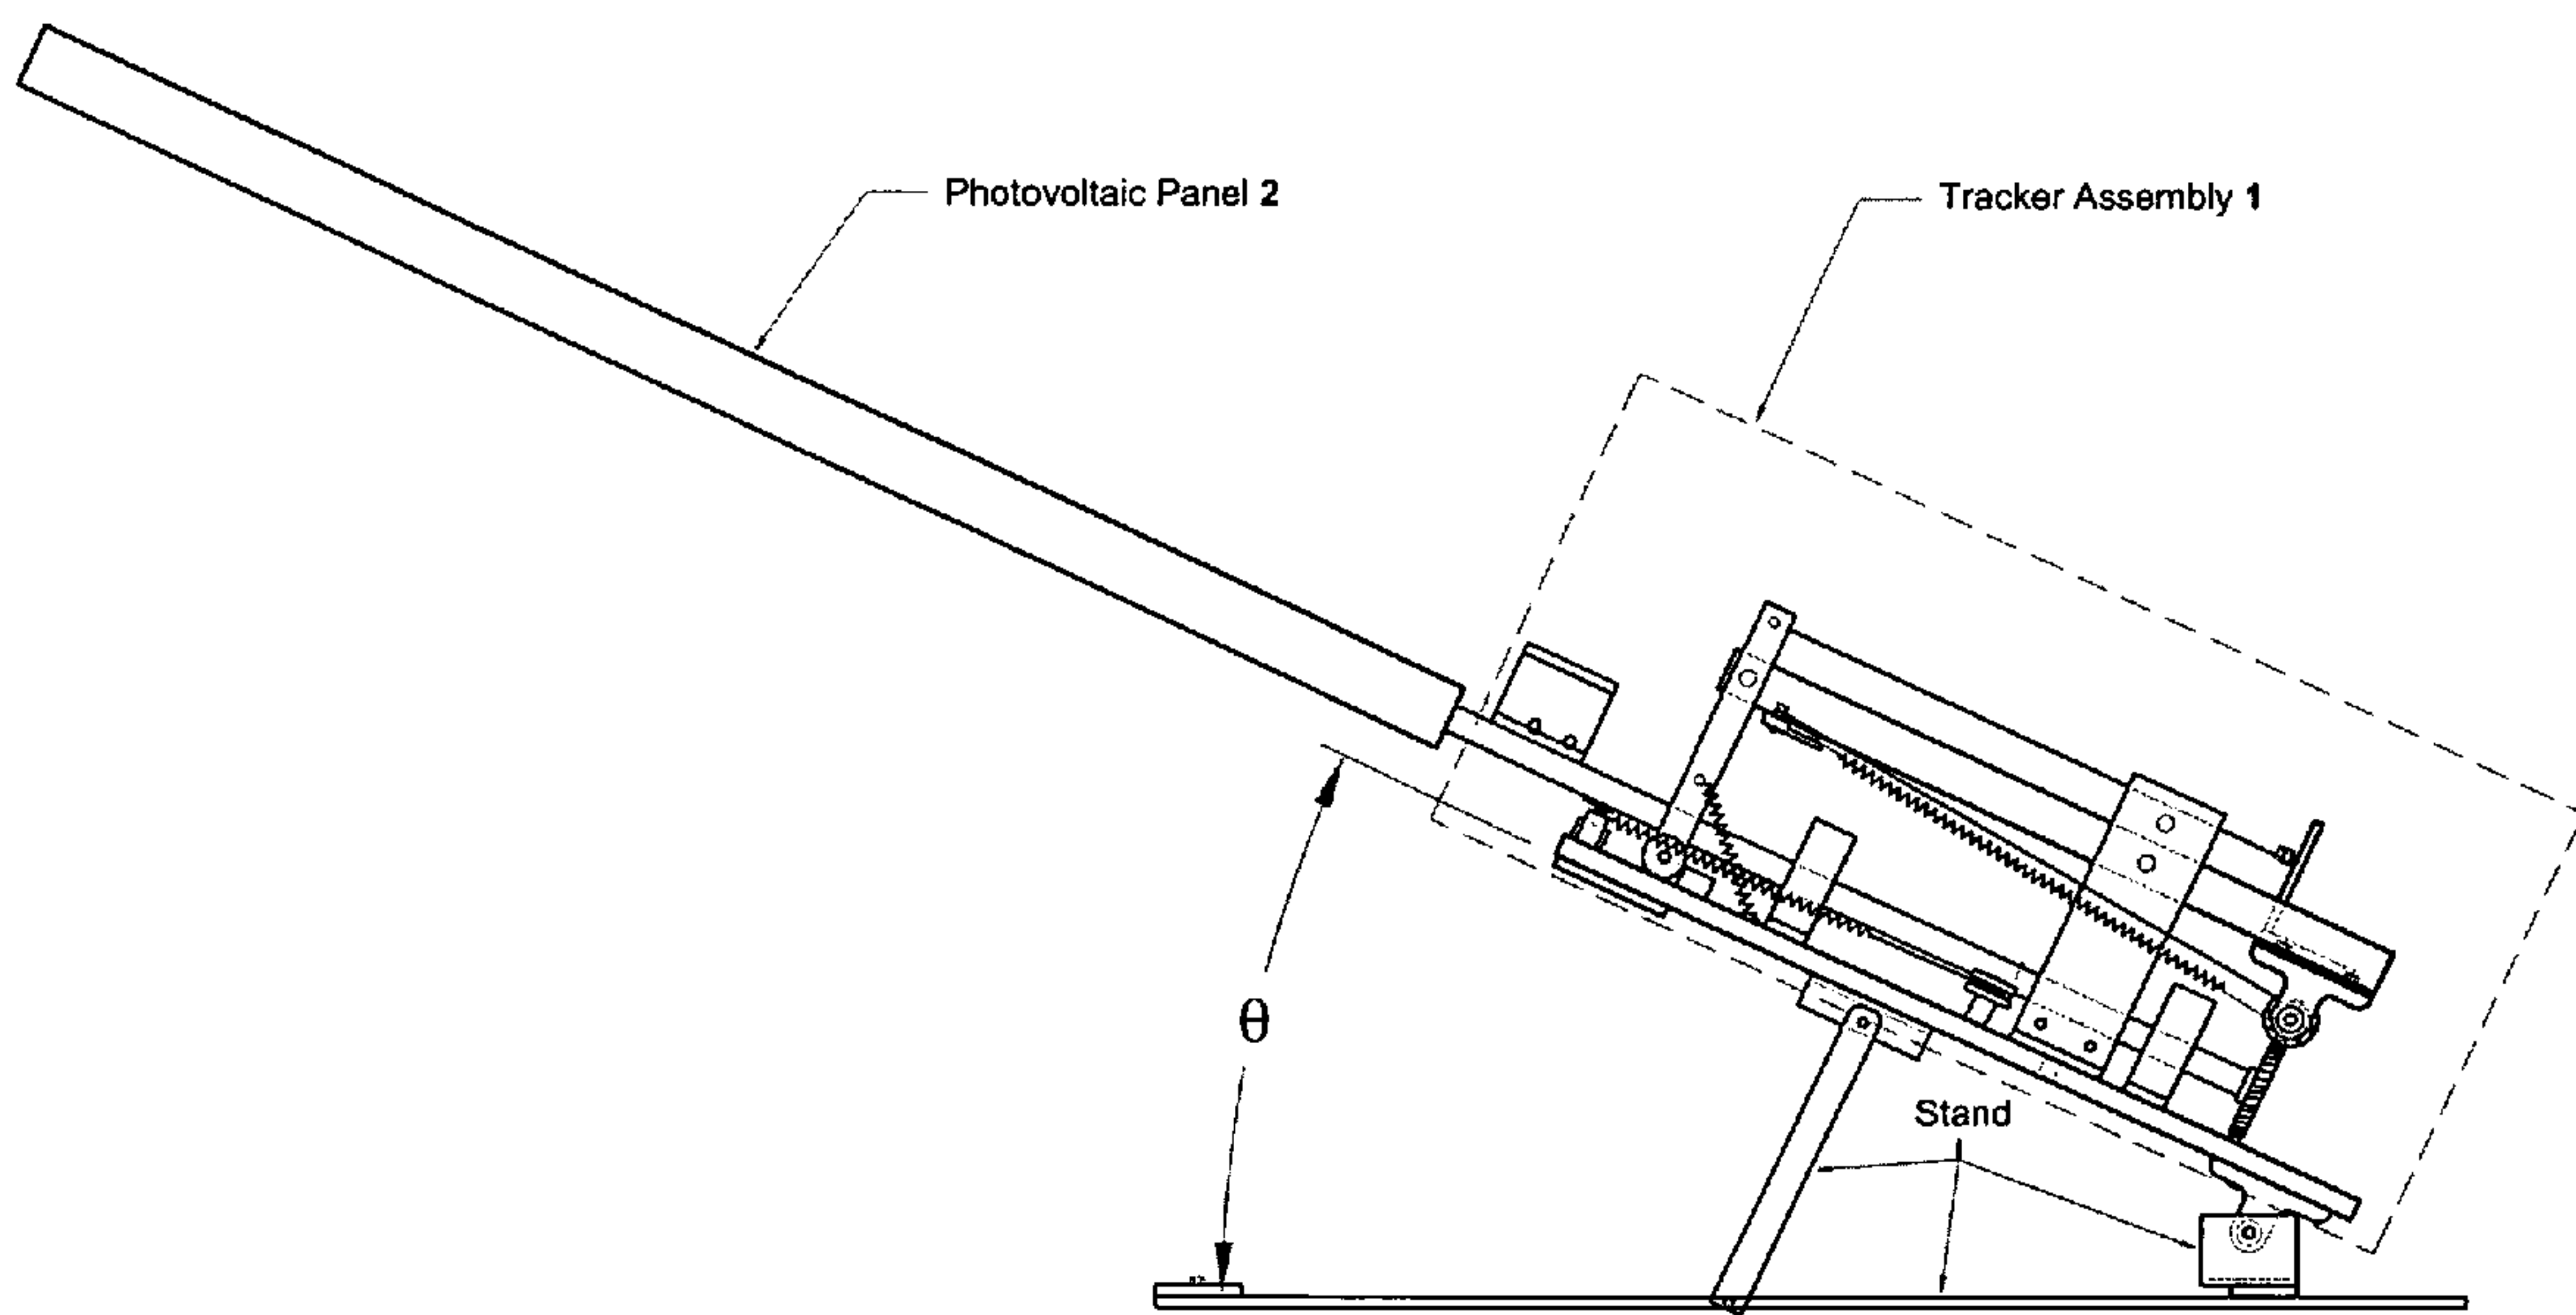 Photovoltaic Panel 2
Tracker Assembly 1
θ
Stand